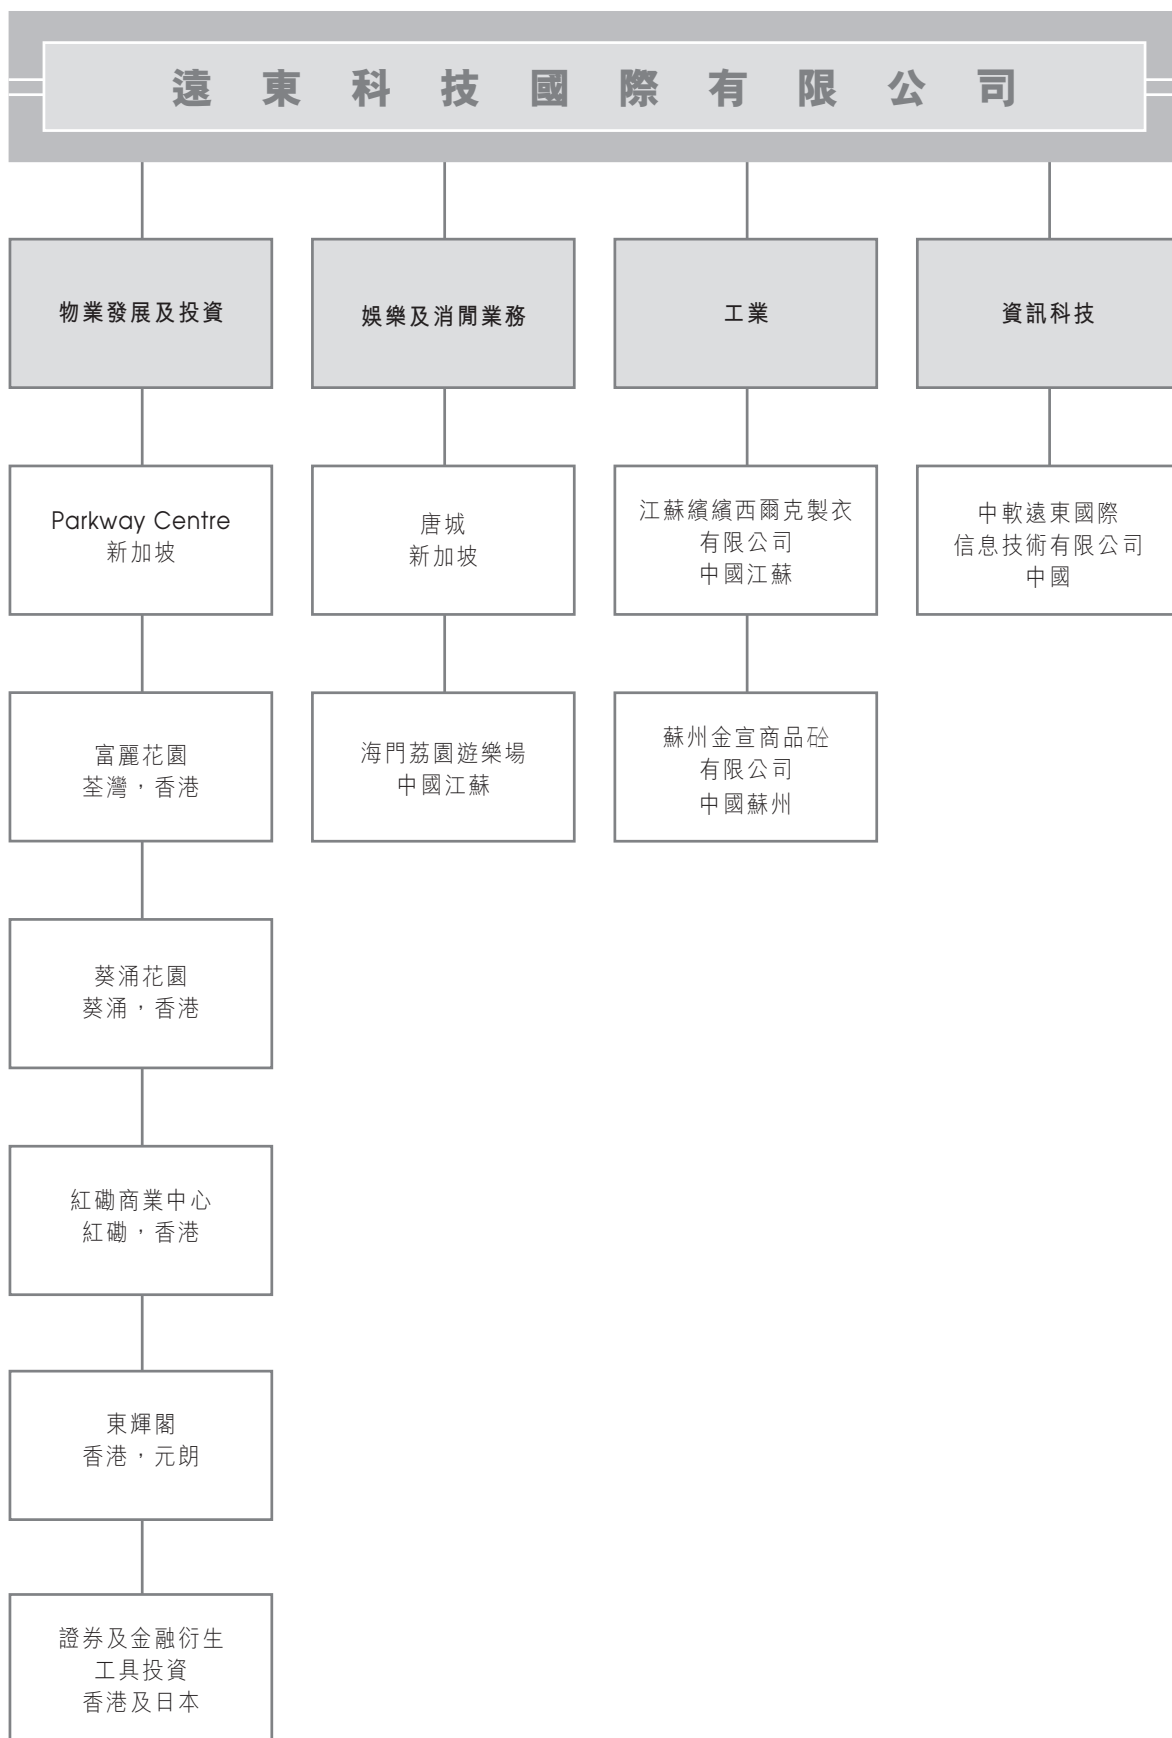 遠東科技國際有限公司
物業發展及投資
娛樂及消閒業務
工業
資訊科技
Parkway Centre
新加坡
唐城
新加坡
江蘇繽繽西爾克製衣
有限公司
中國江蘇
中軟遠東國際
信息技術有限公司
中國
富麗花園
荃灣，香港
海門荔園遊樂場
中國江蘇
蘇州金宣商品砼
有限公司
中國蘇州
葵涌花園
葵涌，香港
紅磡商業中心
紅磡，香港
東輝閣
香港，元朗
證券及金融衍生
工具投資
香港及日本